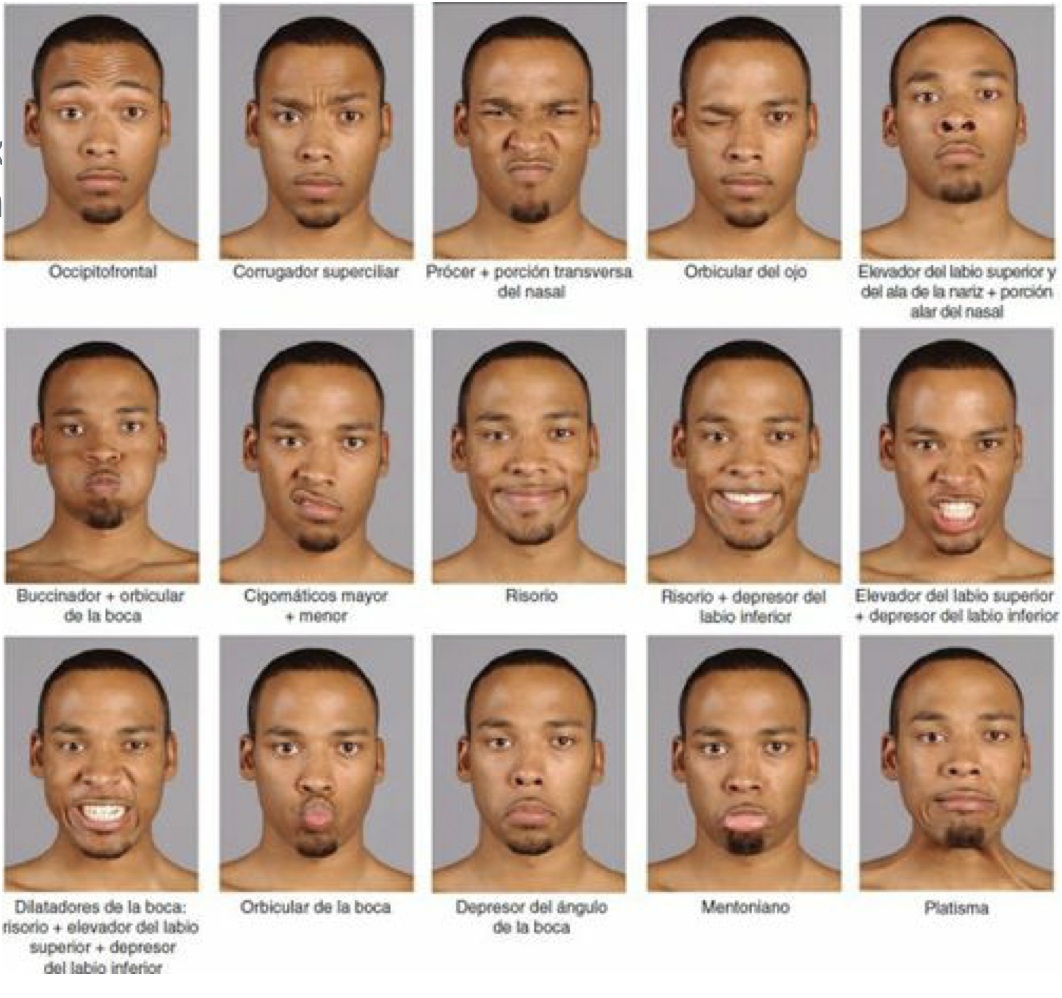 Occipitofrontal
Corrugador superciliar
Prócer + porción transversa
del nasal
Orbicular del ojo
Elevador del labio superior y
del ala de la nariz + porción
alar del nasal
Buccinador + orbicular
de la boca
Cigomáticos mayor
+ menor
Risorio
Risorio + depresor del
labio inferior
Elevador del labio superior
+ depresor del labio inferior
Dilatadores de la boca:
risorio + elevador del labio
superior + depresor
del labio inferior
Orbicular de la boca
Depresor del ángulo
de la boca
Mentoniano
Platisma